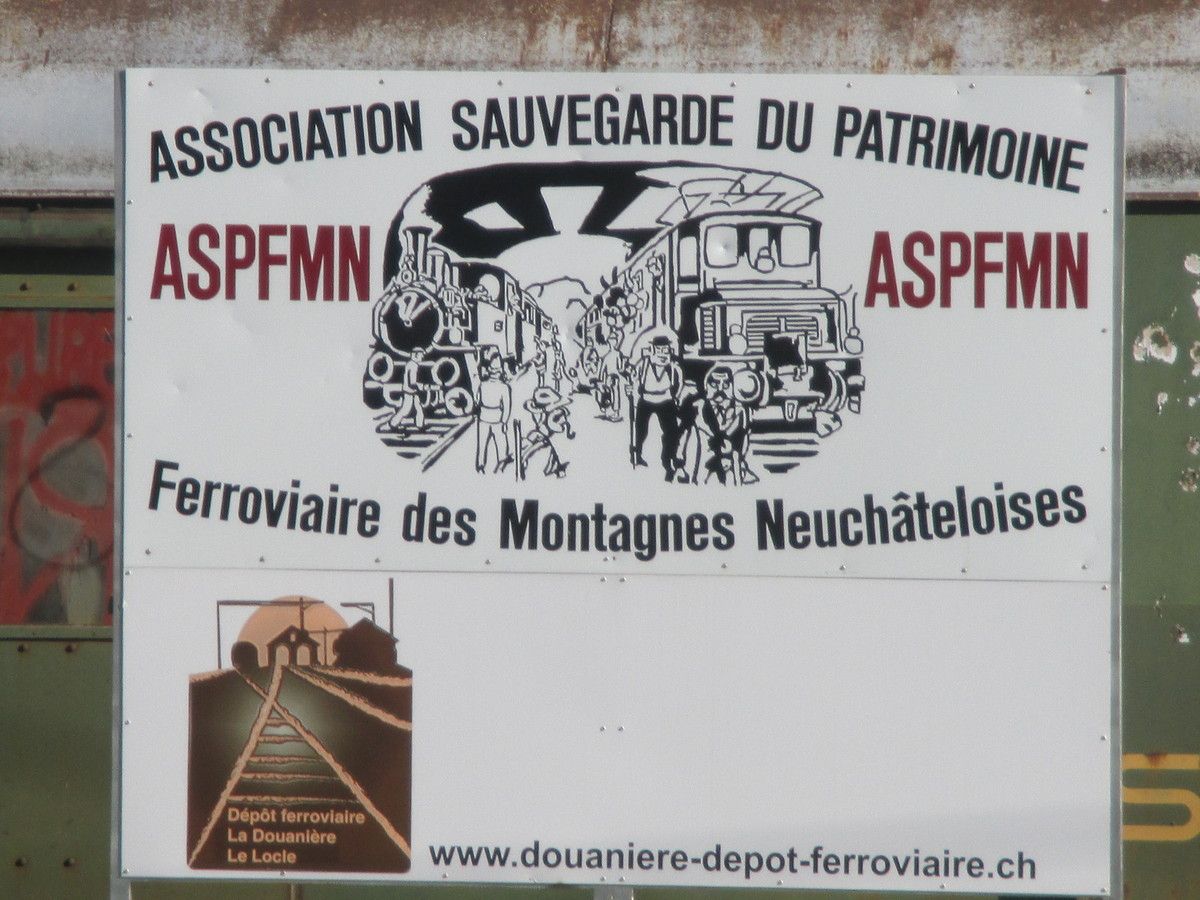 ASSOCIATION SAUVEGARDE DU PATRIMOINE
ASPFMN ASPFMN
Ferroviaire des Montagnes Neuchâteloises
Dépôt ferroviaire
La Douanière
Le Locle
www.douaniere-depot-ferroviaire.ch
S